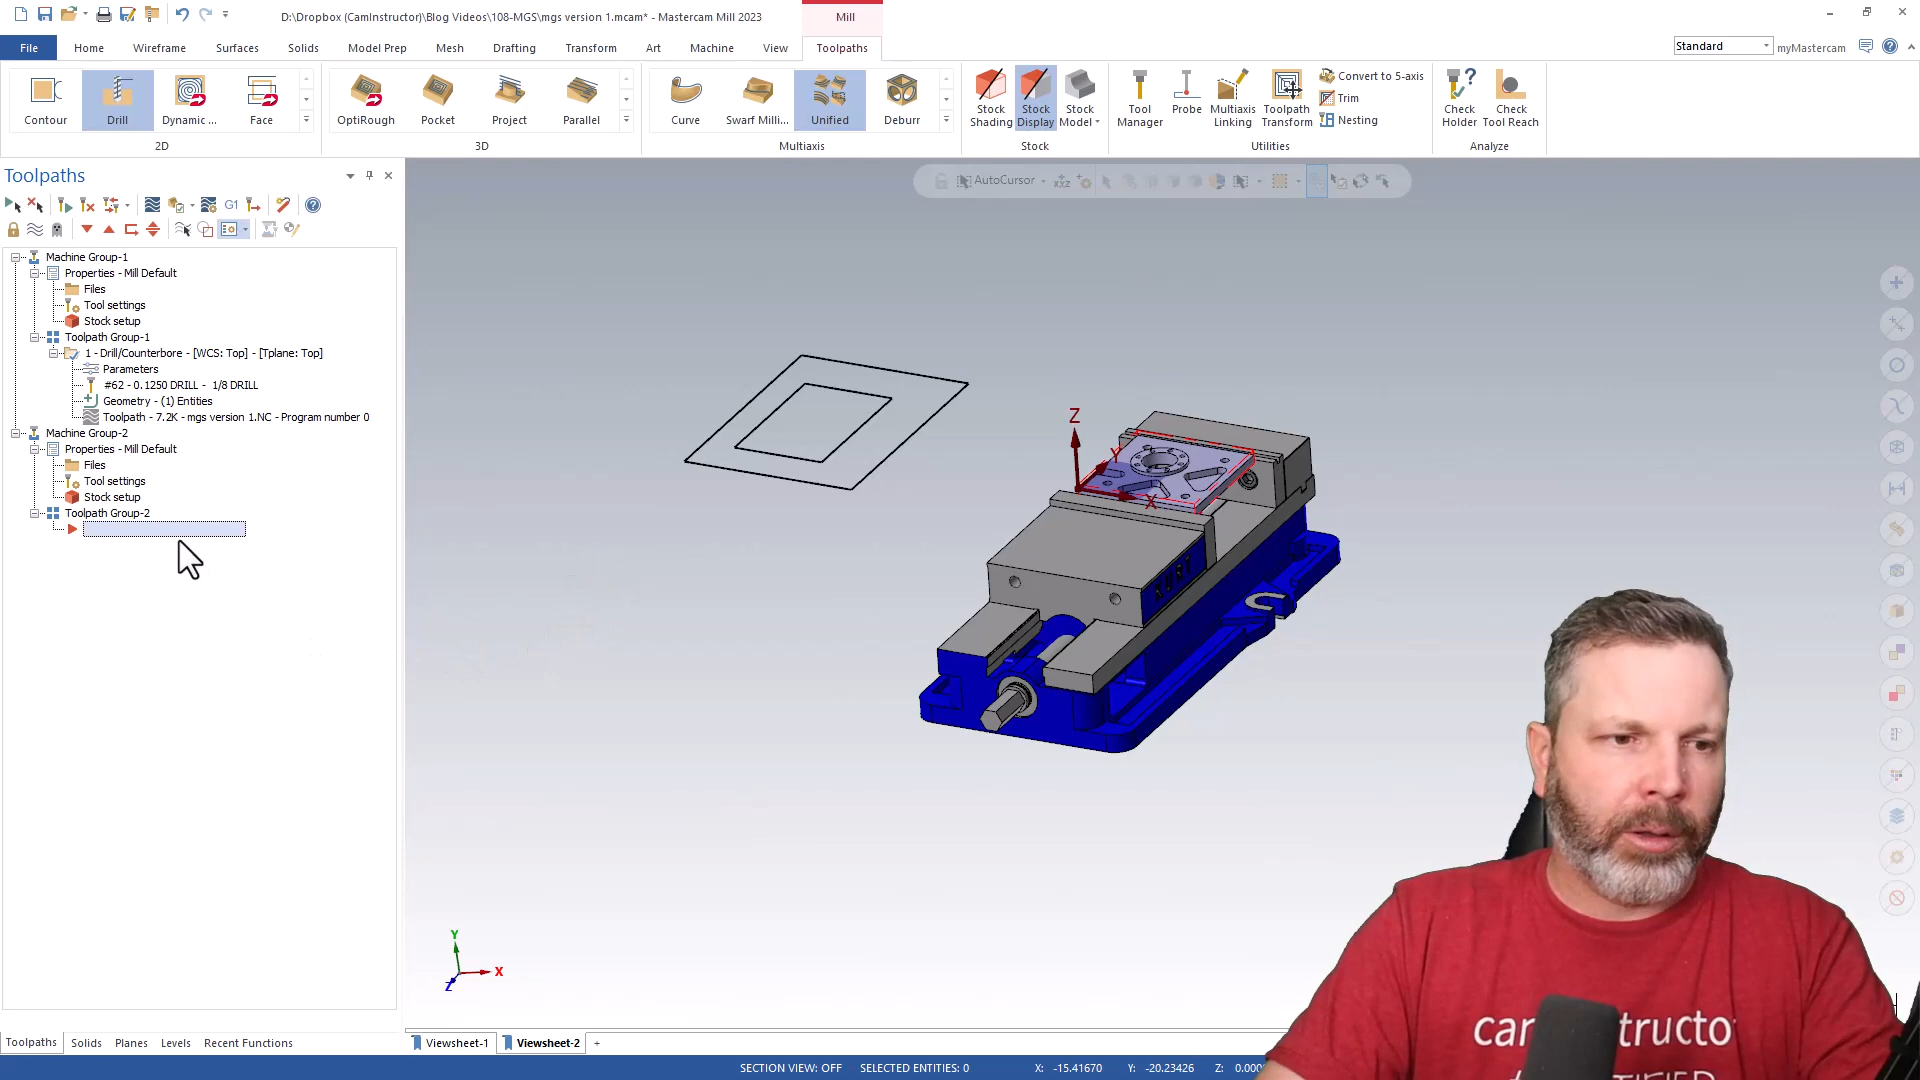 D:\Dropbox (CamInstructor)\Blog Videos\108-MGS\mgs version 1.mcam* - Mastercam Mill 2023
Mill
File
Home
Wireframe
Surfaces
Solids
Model Prep
Mesh
Drafting
Transform
Art
Machine
View
Toolpaths
Standard
myMastercam
Contour
Drill
Dynamic ...
Face
OptiRough
Pocket
Project
Parallel
Curve
Swarf Milli...
Unified
Deburr
Stock Shading
Stock Display
Stock Model
Tool Manager
Probe
Multiaxis Linking
Toolpath Transform
Convert to 5-axis
Trim
Nesting
Check Holder
Check Tool Reach
2D
3D
Multiaxis
Stock
Utilities
Analyze
Toolpaths
AutoCursor
G1
Machine Group-1
Properties - Mill Default
Files
Tool settings
Stock setup
Toolpath Group-1
1 - Drill/Counterbore - [WCS: Top] - [Tplane: Top]
Parameters
#62 - 0.1250 DRILL - 1/8 DRILL
Geometry - (1) Entities
Toolpath - 7.2K - mgs version 1.NC - Program number 0
Machine Group-2
Properties - Mill Default
Files
Tool settings
Stock setup
Toolpath Group-2
Z
Y
X
KURT
Y
X
Z
Toolpaths
Solids
Planes
Levels
Recent Functions
Viewsheet-1
Viewsheet-2
+
SECTION VIEW: OFF
SELECTED ENTITIES: 0
X: -15.41670
Y: -20.23426
Z: 0.000